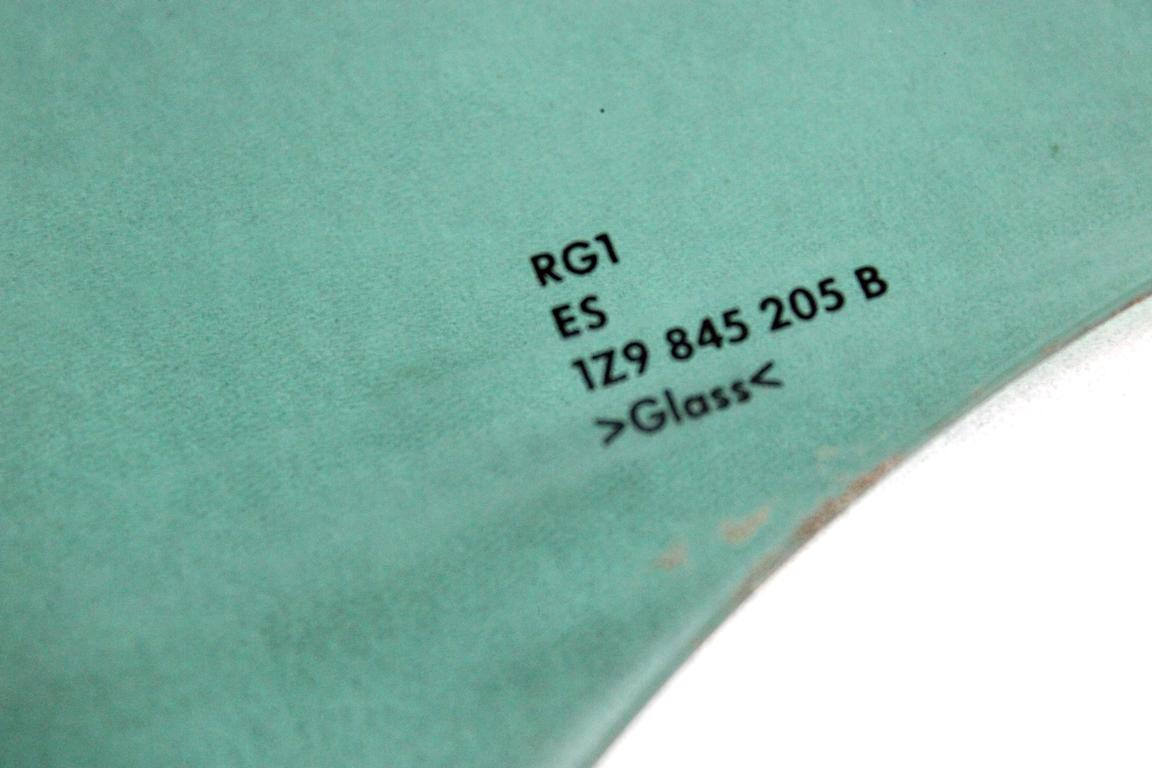 RG1
ES
1Z9 845 205 B
>Glass<